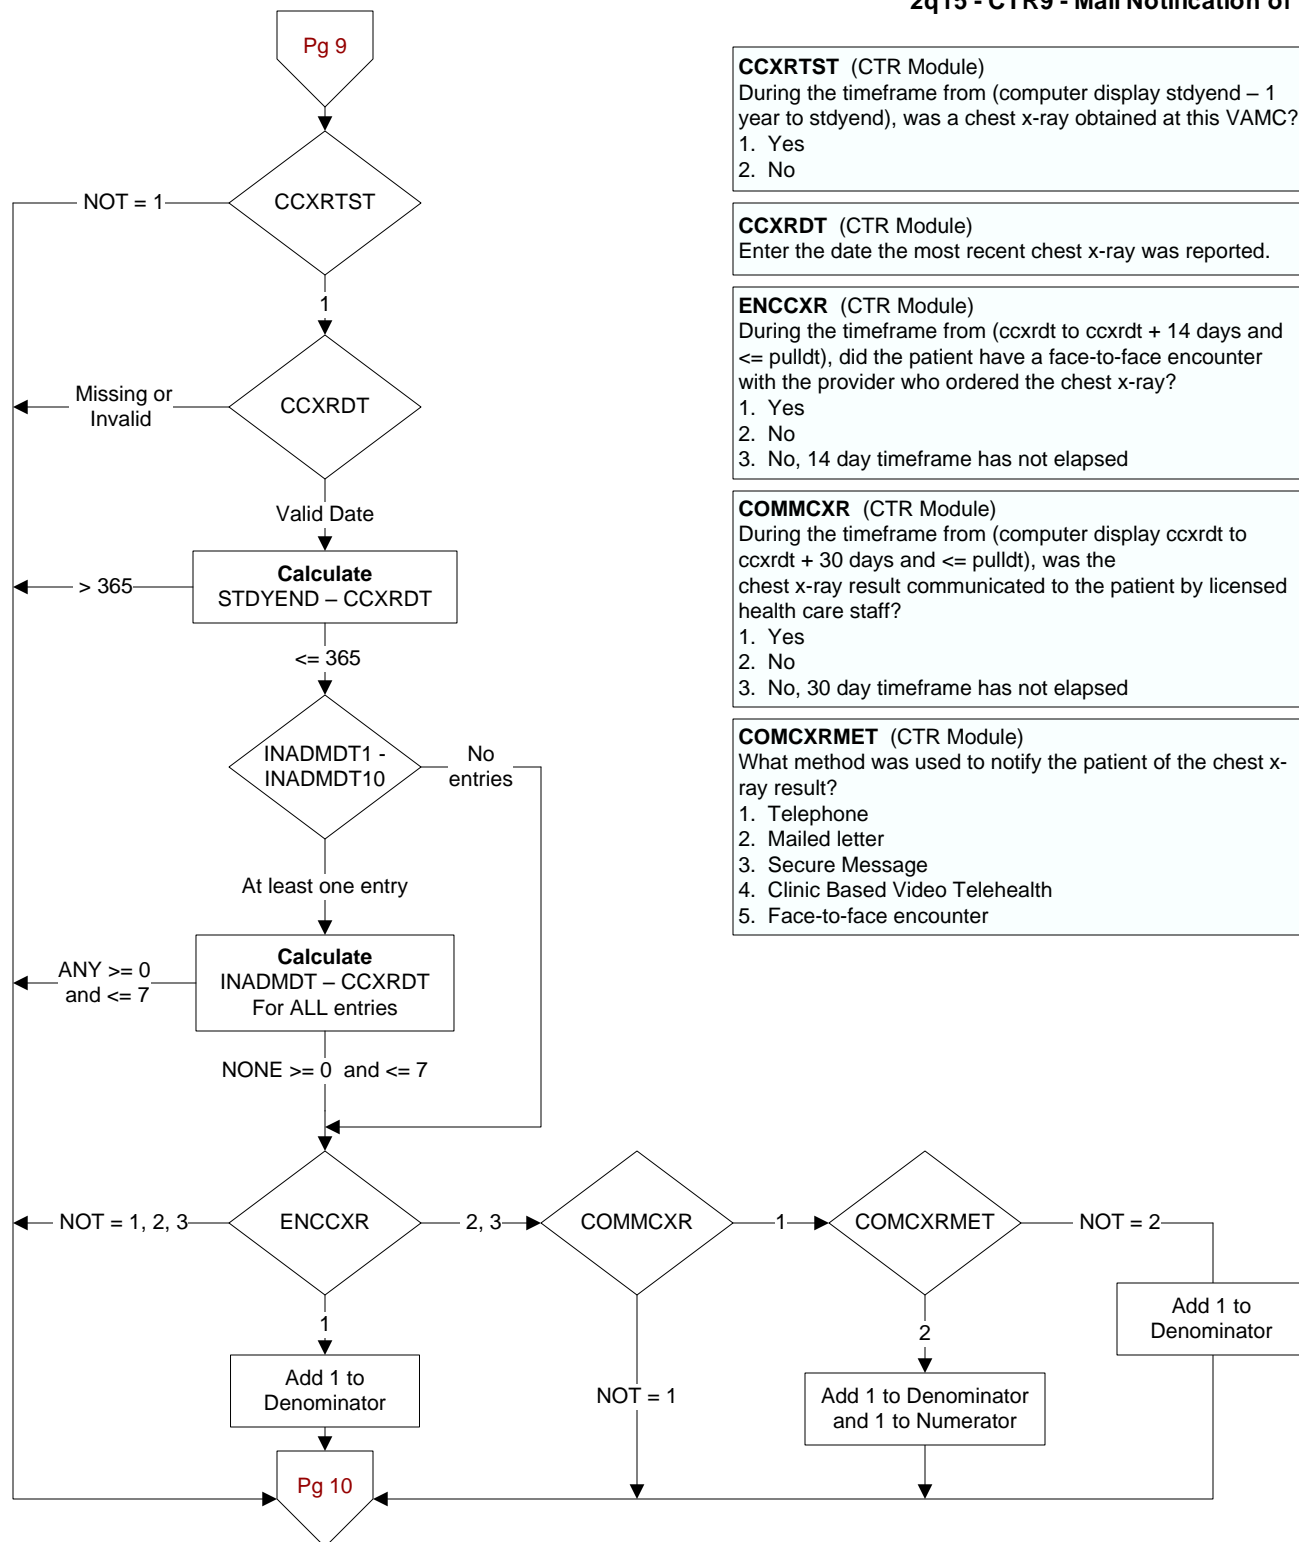 2q15 - CTR9 - Mail Notification of
Pg 9
CCXRTST
NOT = 1
1
CCXRDT
Missing or
Invalid
Valid Date
Calculate
STDYEND – CCXRDT
> 365
<= 365
INADMDT1 -
INADMDT10
No
entries
At least one entry
Calculate
INADMDT – CCXRDT
For ALL entries
ANY >= 0
and <= 7
NONE >= 0 and <= 7
ENCCXR
NOT = 1, 2, 3
2, 3
COMMCXR
1
COMCXRMET
NOT = 2
1
Add 1 to
Denominator
NOT = 1
2
Add 1 to Denominator
and 1 to Numerator
Add 1 to
Denominator
Pg 10
CCXRTST (CTR Module)
During the timeframe from (computer display stdyend – 1
year to stdyend), was a chest x-ray obtained at this VAMC?
1. Yes
2. No
CCXRDT (CTR Module)
Enter the date the most recent chest x-ray was reported.
ENCCXR (CTR Module)
During the timeframe from (ccxrdt to ccxrdt + 14 days and
<= pulldt), did the patient have a face-to-face encounter
with the provider who ordered the chest x-ray?
1. Yes
2. No
3. No, 14 day timeframe has not elapsed
COMMCXR (CTR Module)
During the timeframe from (computer display ccxrdt to
ccxrdt + 30 days and <= pulldt), was the
chest x-ray result communicated to the patient by licensed
health care staff?
1. Yes
2. No
3. No, 30 day timeframe has not elapsed
COMCXRMET (CTR Module)
What method was used to notify the patient of the chest x-
ray result?
1. Telephone
2. Mailed letter
3. Secure Message
4. Clinic Based Video Telehealth
5. Face-to-face encounter